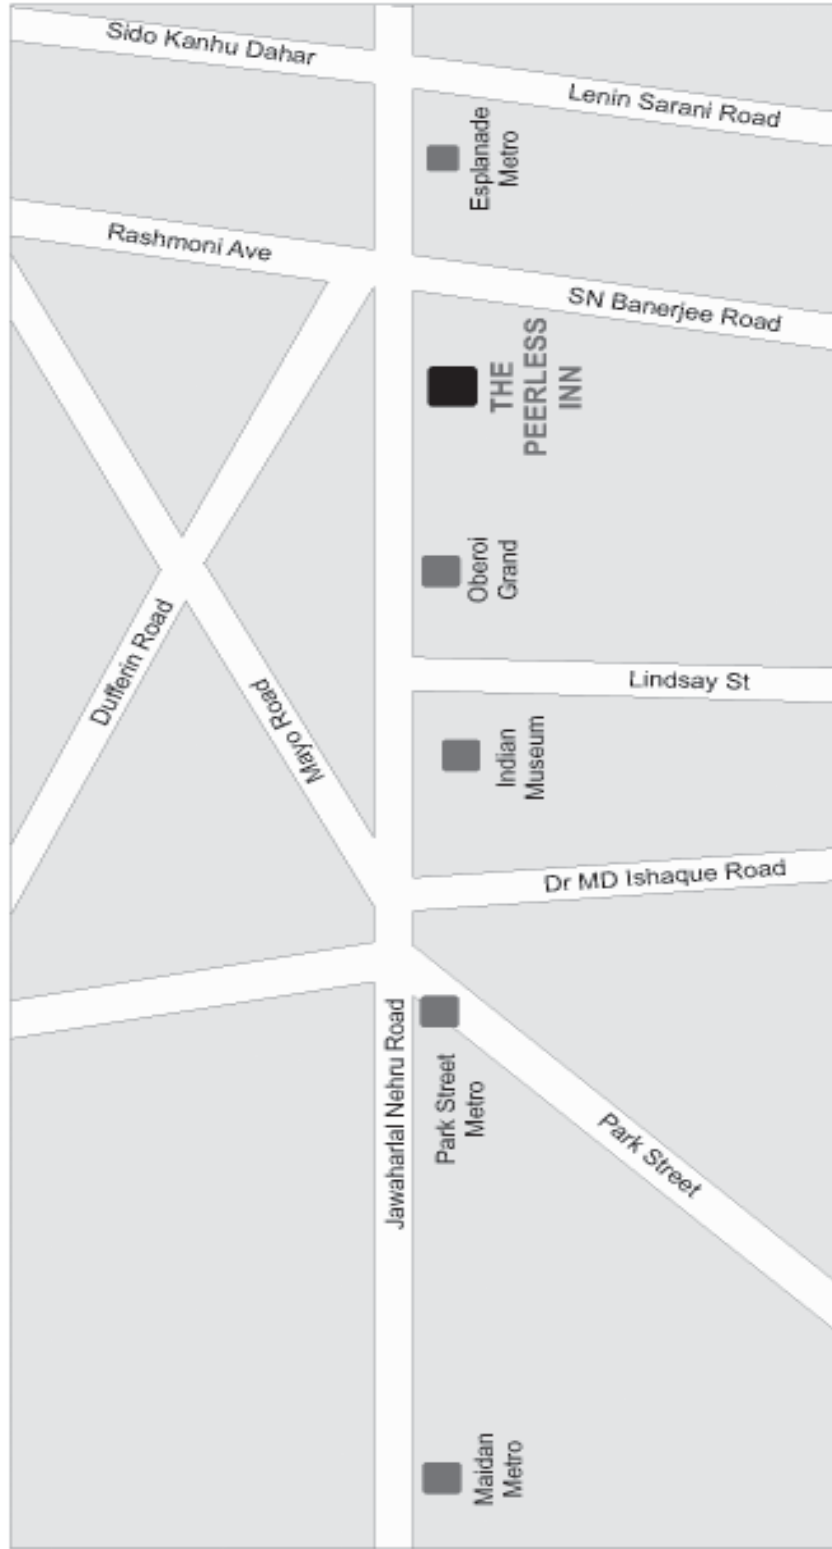 Sido Kanhu Dahar
Lenin Sarani Road
Esplanade
Metro
Rashmoni Ave
SN Banerjee Road
THE
PEERLESS
INN
Oberoi
Grand
Dufferin Road
Mayo Road
Lindsay St
Indian
Museum
Dr MD Ishaque Road
Jawaharlal Nehru Road
Park Street
Metro
Park Street
Maidan
Metro